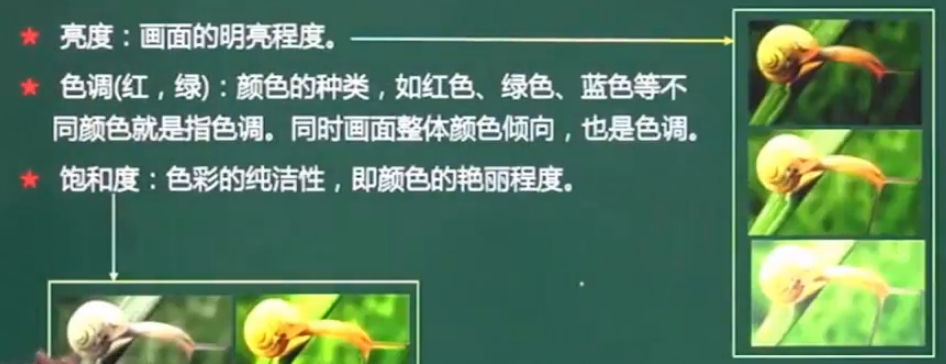 ★ 亮度：画面的明亮程度。
★ 色调(红，绿)：颜色的种类，如红色、绿色、蓝色等不
同颜色就是指色调。同时画面整体颜色倾向，也是色调。
★ 饱和度：色彩的纯洁性，即颜色的艳丽程度。